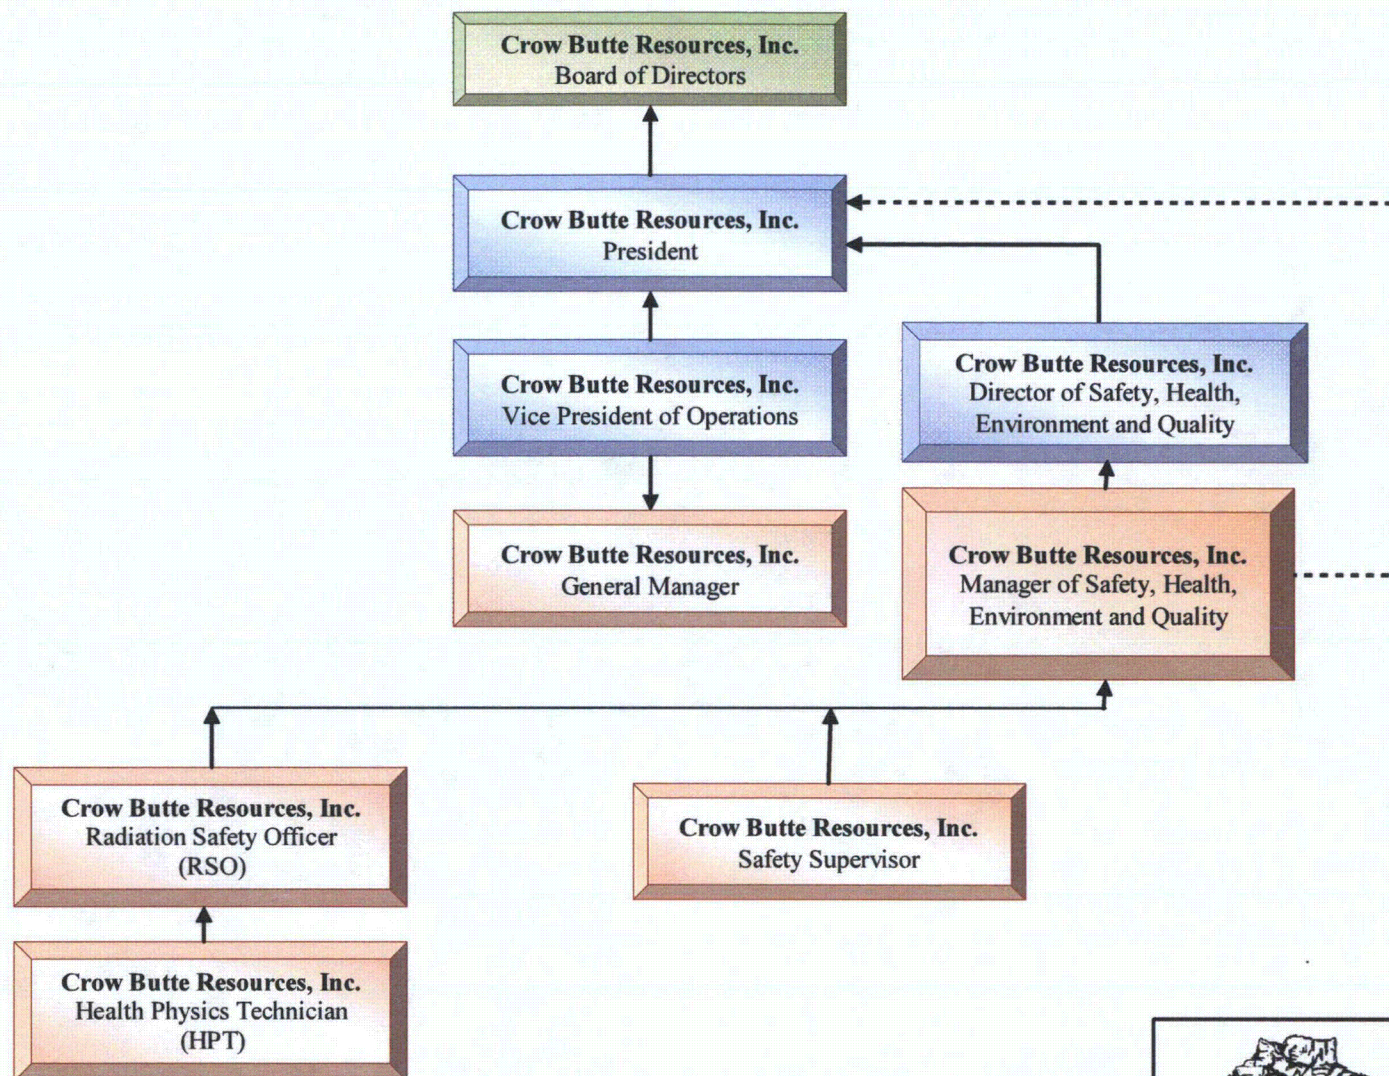 Crow Butte Resources, Inc.
Board of Directors
Crow Butte Resources, Inc.
President
Crow Butte Resources, Inc.
Vice President of Operations
Crow Butte Resources, Inc.
Director of Safety, Health,
Environment and Quality
Crow Butte Resources, Inc.
General Manager
Crow Butte Resources, Inc.
Manager of Safety, Health,
Environment and Quality
Crow Butte Resources, Inc.
Radiation Safety Officer
(RSO)
Crow Butte Resources, Inc.
Safety Supervisor
Crow Butte Resources, Inc.
Health Physics Technician
(HPT)